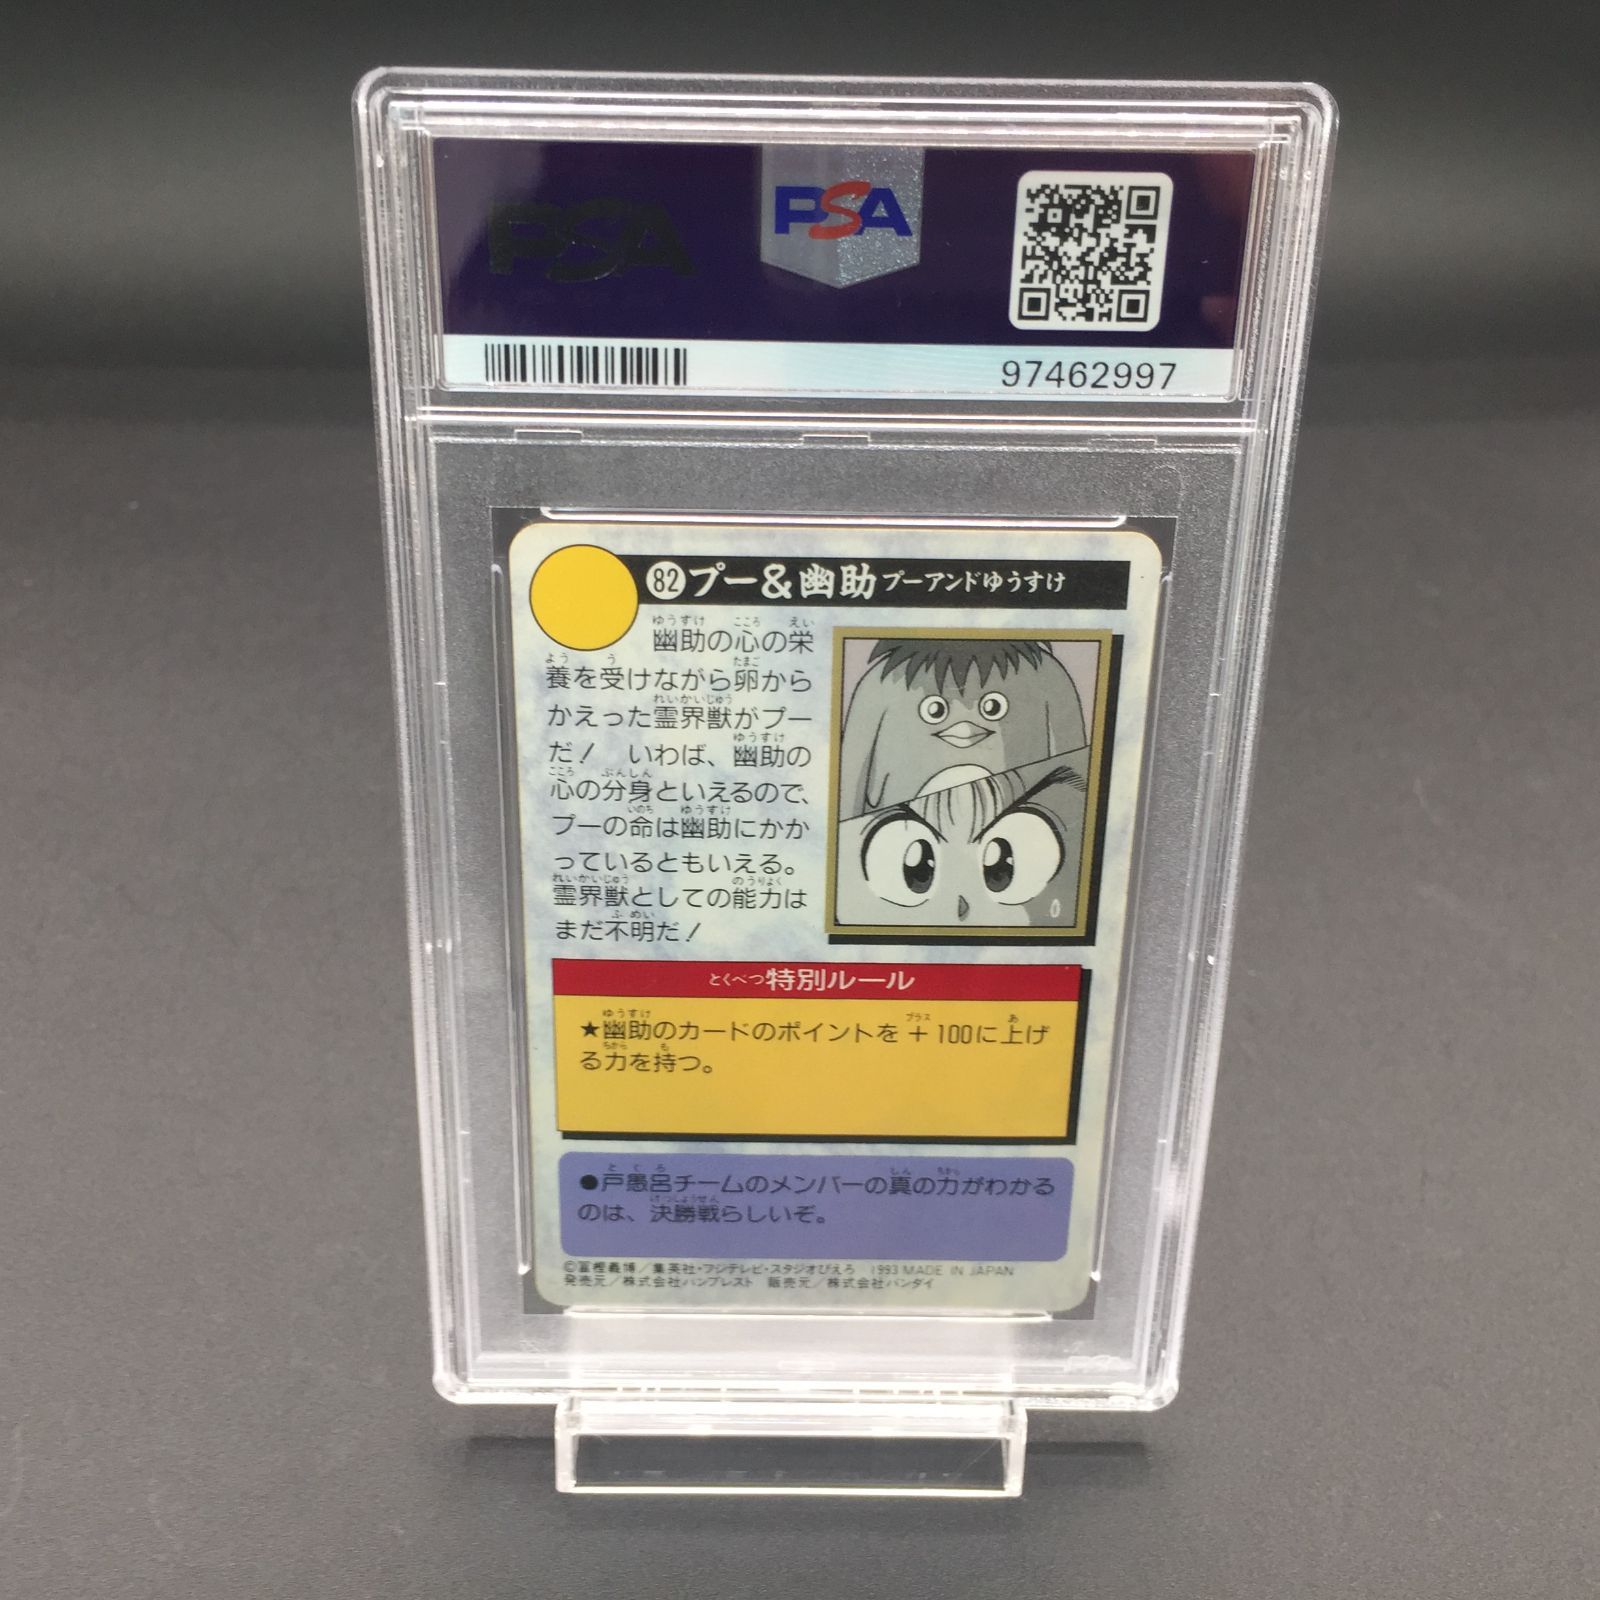 PSA
PSA
97462997
82 プー&幽助 プーアンドゆうすけ
幽助の心の栄
養を受けながら卵から
かえった霊界獣がプー
だ! いわば、幽助の
心の分身といえるので、
プーの命は幽助にかか
っているともいえる。
霊界獣としての能力は
まだ不明だ!
とくべつ特別ルール
★幽助のカードのポイントを+100に上げ
る力を持つ。
●戸愚呂チームのメンバーの真の力がわかる
のは、決勝戦らしいぞ。
©冨樫義博/集英社・フジテレビ・スタジオぴえろ 1993 MADE IN JAPAN
発売元/株式会社バンプレスト 販売元/株式会社バンダイ